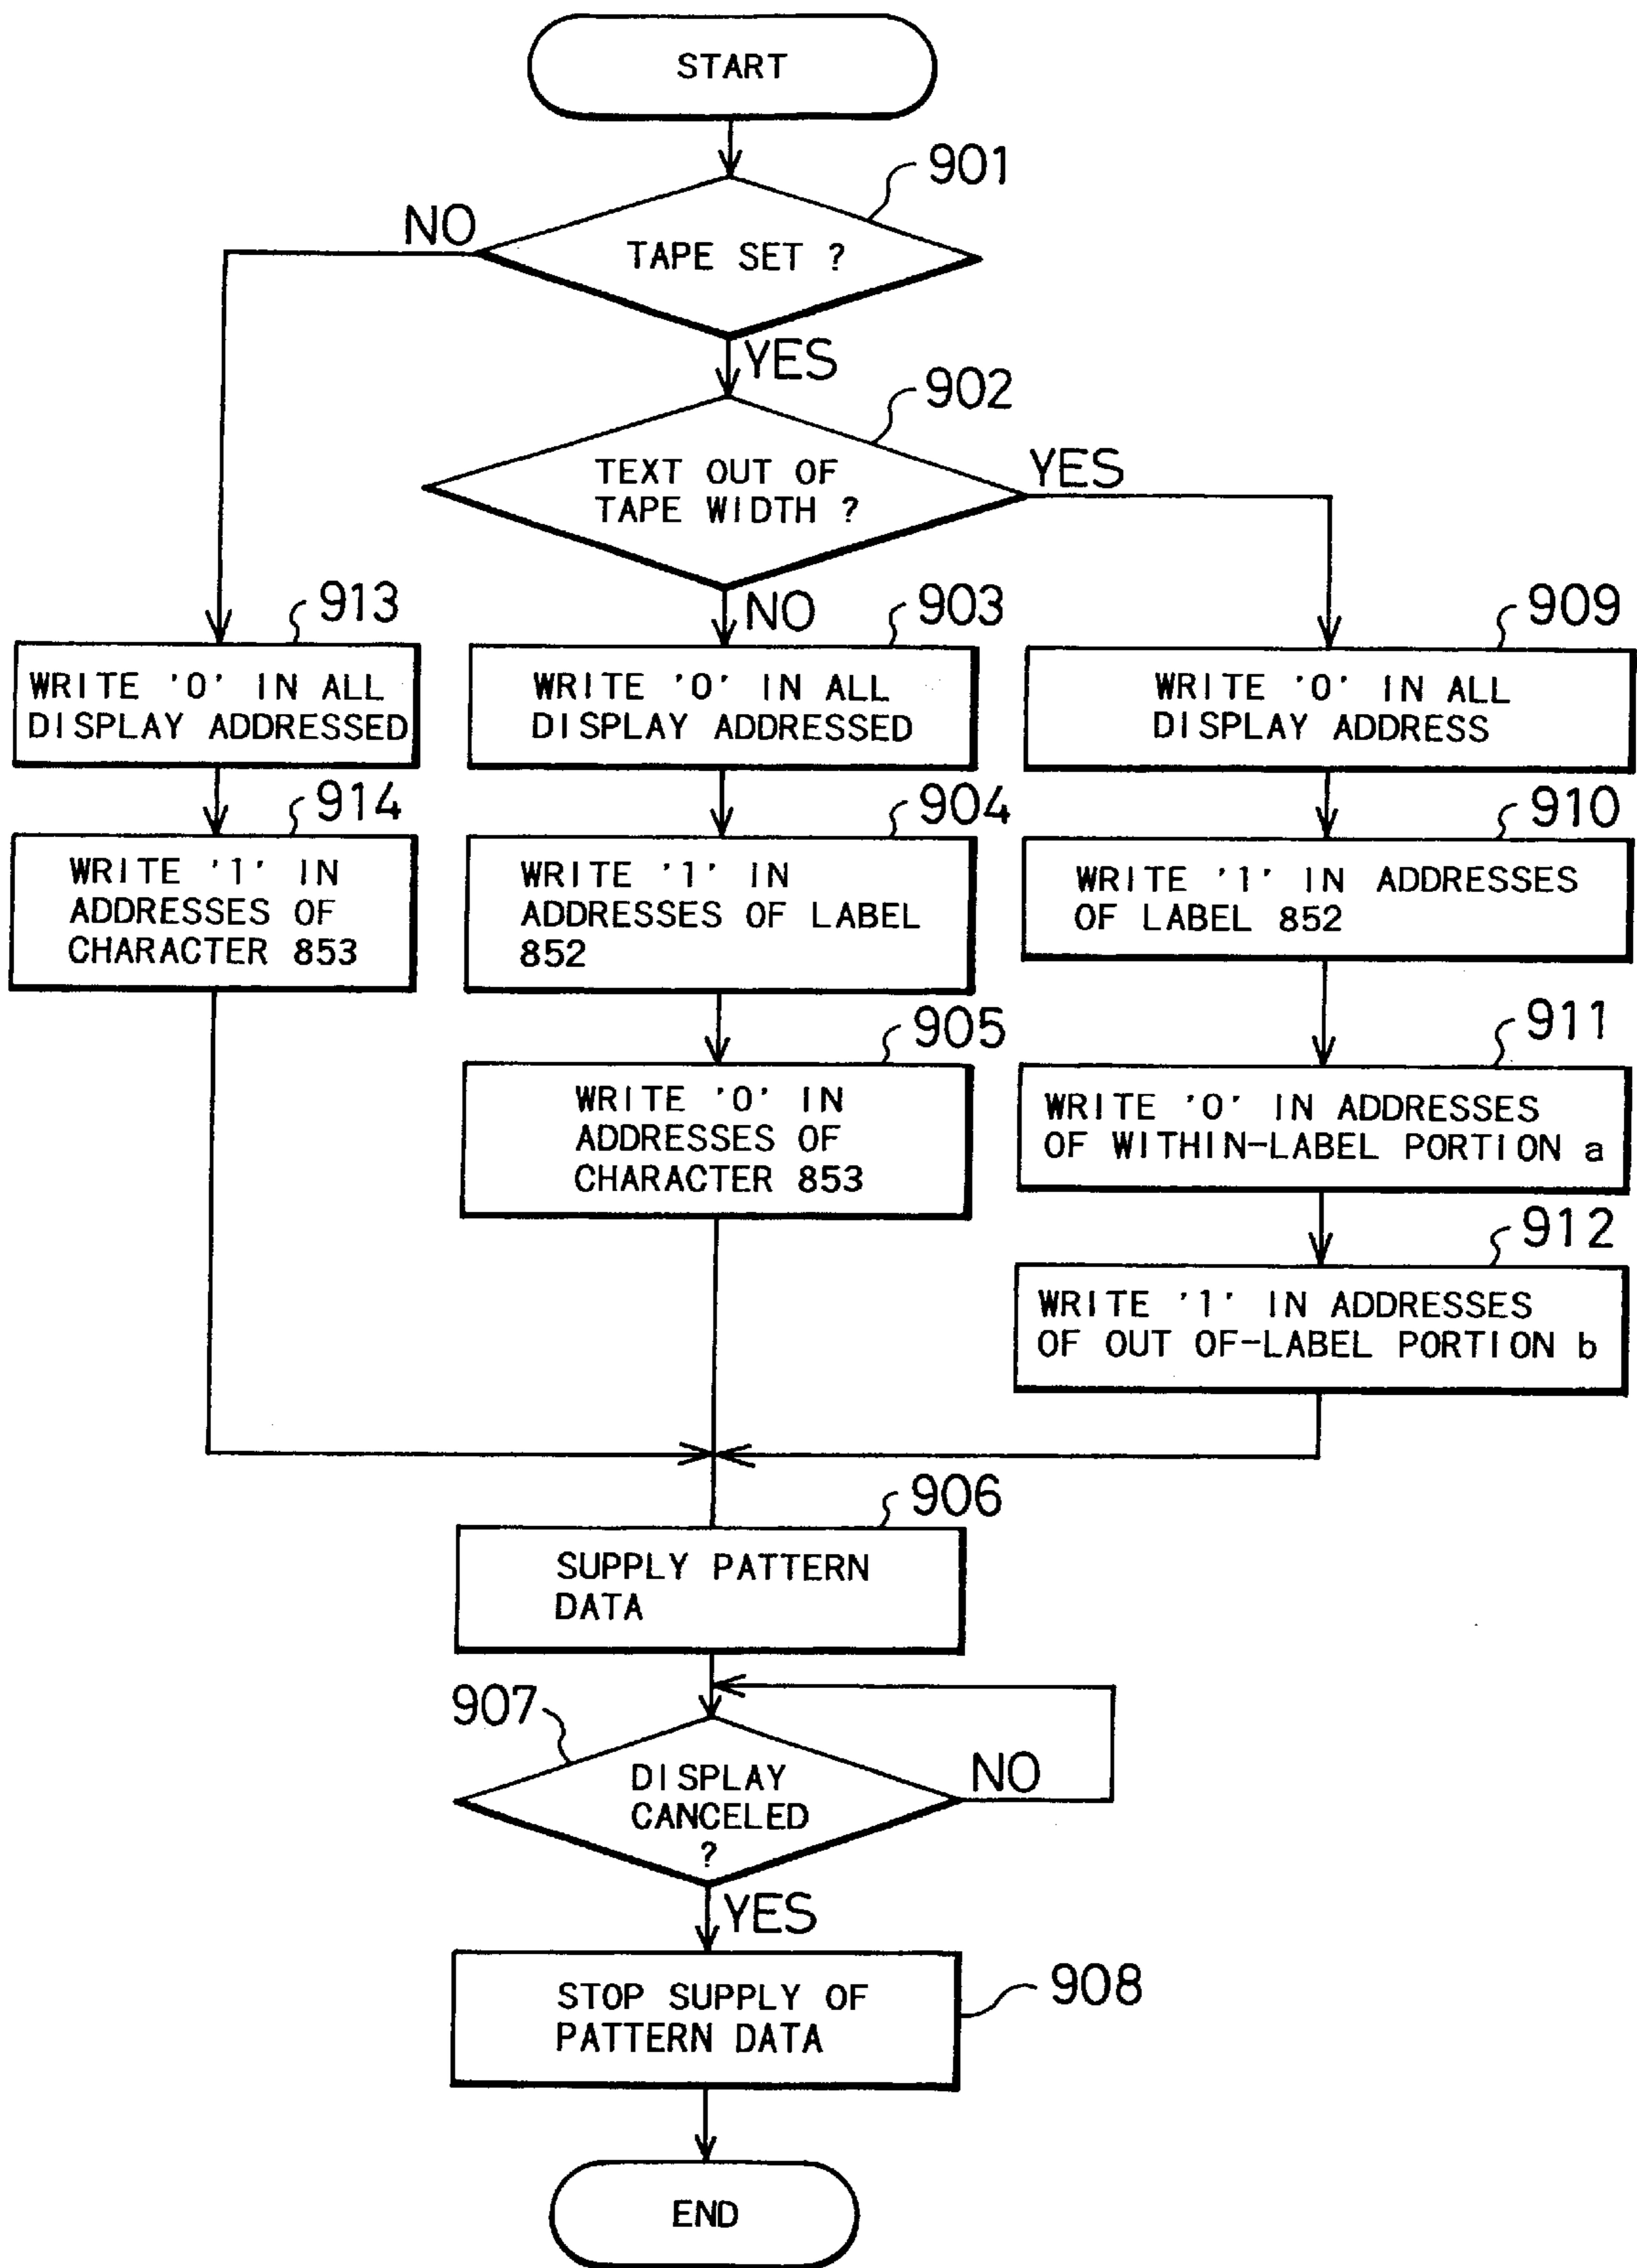 START
901
NO
TAPE SET ?
YES
902
TEXT OUT OF
TAPE WIDTH ?
YES
NO
913
WRITE '0' IN ALL
DISPLAY ADDRESSED
903
WRITE '0' IN ALL
DISPLAY ADDRESSED
909
WRITE '0' IN ALL
DISPLAY ADDRESS
914
WRITE '1' IN
ADDRESSES OF
CHARACTER 853
904
WRITE '1' IN
ADDRESSES OF LABEL
852
910
WRITE '1' IN ADDRESSES
OF LABEL 852
905
WRITE '0' IN
ADDRESSES OF
CHARACTER 853
911
WRITE '0' IN ADDRESSES
OF WITHIN-LABEL PORTION a
912
WRITE '1' IN ADDRESSES
OF OUT OF-LABEL PORTION b
906
SUPPLY PATTERN
DATA
907
DISPLAY
CANCELED
?
NO
YES
908
STOP SUPPLY OF
PATTERN DATA
END